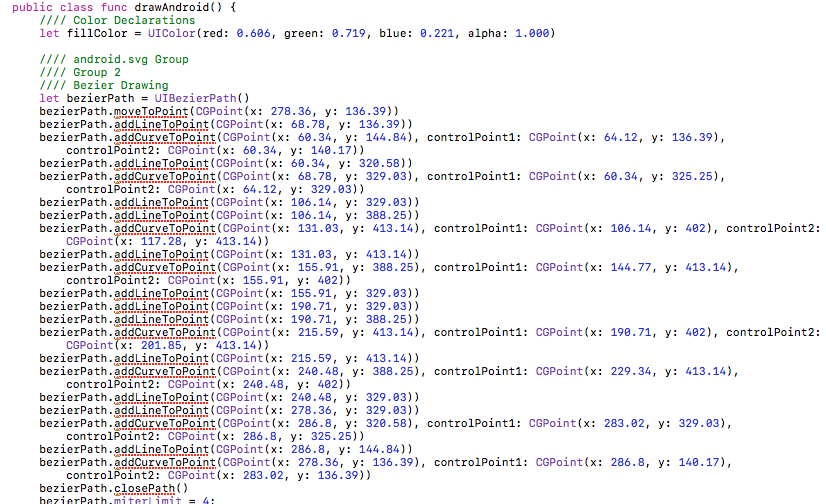 public class func drawAndroid() {
//// Color Declarations
let fillColor = UIColor(red: 0.606, green: 0.719, blue: 0.221, alpha: 1.000)
//// android.svg Group
//// Group 2
//// Bezier Drawing
let bezierPath = UIBezierPath()
bezierPath.moveToPoint(CGPoint(x: 278.36, y: 136.39))
bezierPath.addLineToPoint(CGPoint(x: 68.78, y: 136.39))
bezierPath.addCurveToPoint(CGPoint(x: 60.34, y: 144.84), controlPoint1: CGPoint(x: 64.12, y: 136.39),
controlPoint2: CGPoint(x: 60.34, y: 140.17))
bezierPath.addLineToPoint(CGPoint(x: 60.34, y: 320.58))
bezierPath.addCurveToPoint(CGPoint(x: 68.78, y: 329.03), controlPoint1: CGPoint(x: 60.34, y: 325.25),
controlPoint2: CGPoint(x: 64.12, y: 329.03))
bezierPath.addLineToPoint(CGPoint(x: 106.14, y: 329.03))
bezierPath.addLineToPoint(CGPoint(x: 106.14, y: 388.25))
bezierPath.addCurveToPoint(CGPoint(x: 131.03, y: 413.14), controlPoint1: CGPoint(x: 106.14, y: 402), controlPoint2:
CGPoint(x: 117.28, y: 413.14))
bezierPath.addLineToPoint(CGPoint(x: 131.03, y: 413.14))
bezierPath.addCurveToPoint(CGPoint(x: 155.91, y: 388.25), controlPoint1: CGPoint(x: 144.77, y: 413.14),
controlPoint2: CGPoint(x: 155.91, y: 402))
bezierPath.addLineToPoint(CGPoint(x: 155.91, y: 329.03))
bezierPath.addLineToPoint(CGPoint(x: 190.71, y: 329.03))
bezierPath.addLineToPoint(CGPoint(x: 190.71, y: 388.25))
bezierPath.addCurveToPoint(CGPoint(x: 215.59, y: 413.14), controlPoint1: CGPoint(x: 190.71, y: 402), controlPoint2:
CGPoint(x: 201.85, y: 413.14))
bezierPath.addLineToPoint(CGPoint(x: 215.59, y: 413.14))
bezierPath.addCurveToPoint(CGPoint(x: 240.48, y: 388.25), controlPoint1: CGPoint(x: 229.34, y: 413.14),
controlPoint2: CGPoint(x: 240.48, y: 402))
bezierPath.addLineToPoint(CGPoint(x: 240.48, y: 329.03))
bezierPath.addLineToPoint(CGPoint(x: 278.36, y: 329.03))
bezierPath.addCurveToPoint(CGPoint(x: 286.8, y: 320.58), controlPoint1: CGPoint(x: 283.02, y: 329.03),
controlPoint2: CGPoint(x: 286.8, y: 325.25))
bezierPath.addLineToPoint(CGPoint(x: 286.8, y: 144.84))
bezierPath.addCurveToPoint(CGPoint(x: 278.36, y: 136.39), controlPoint1: CGPoint(x: 286.8, y: 140.17),
controlPoint2: CGPoint(x: 283.02, y: 136.39))
bezierPath.closePath()
bezierPath.miterLimit = 4;